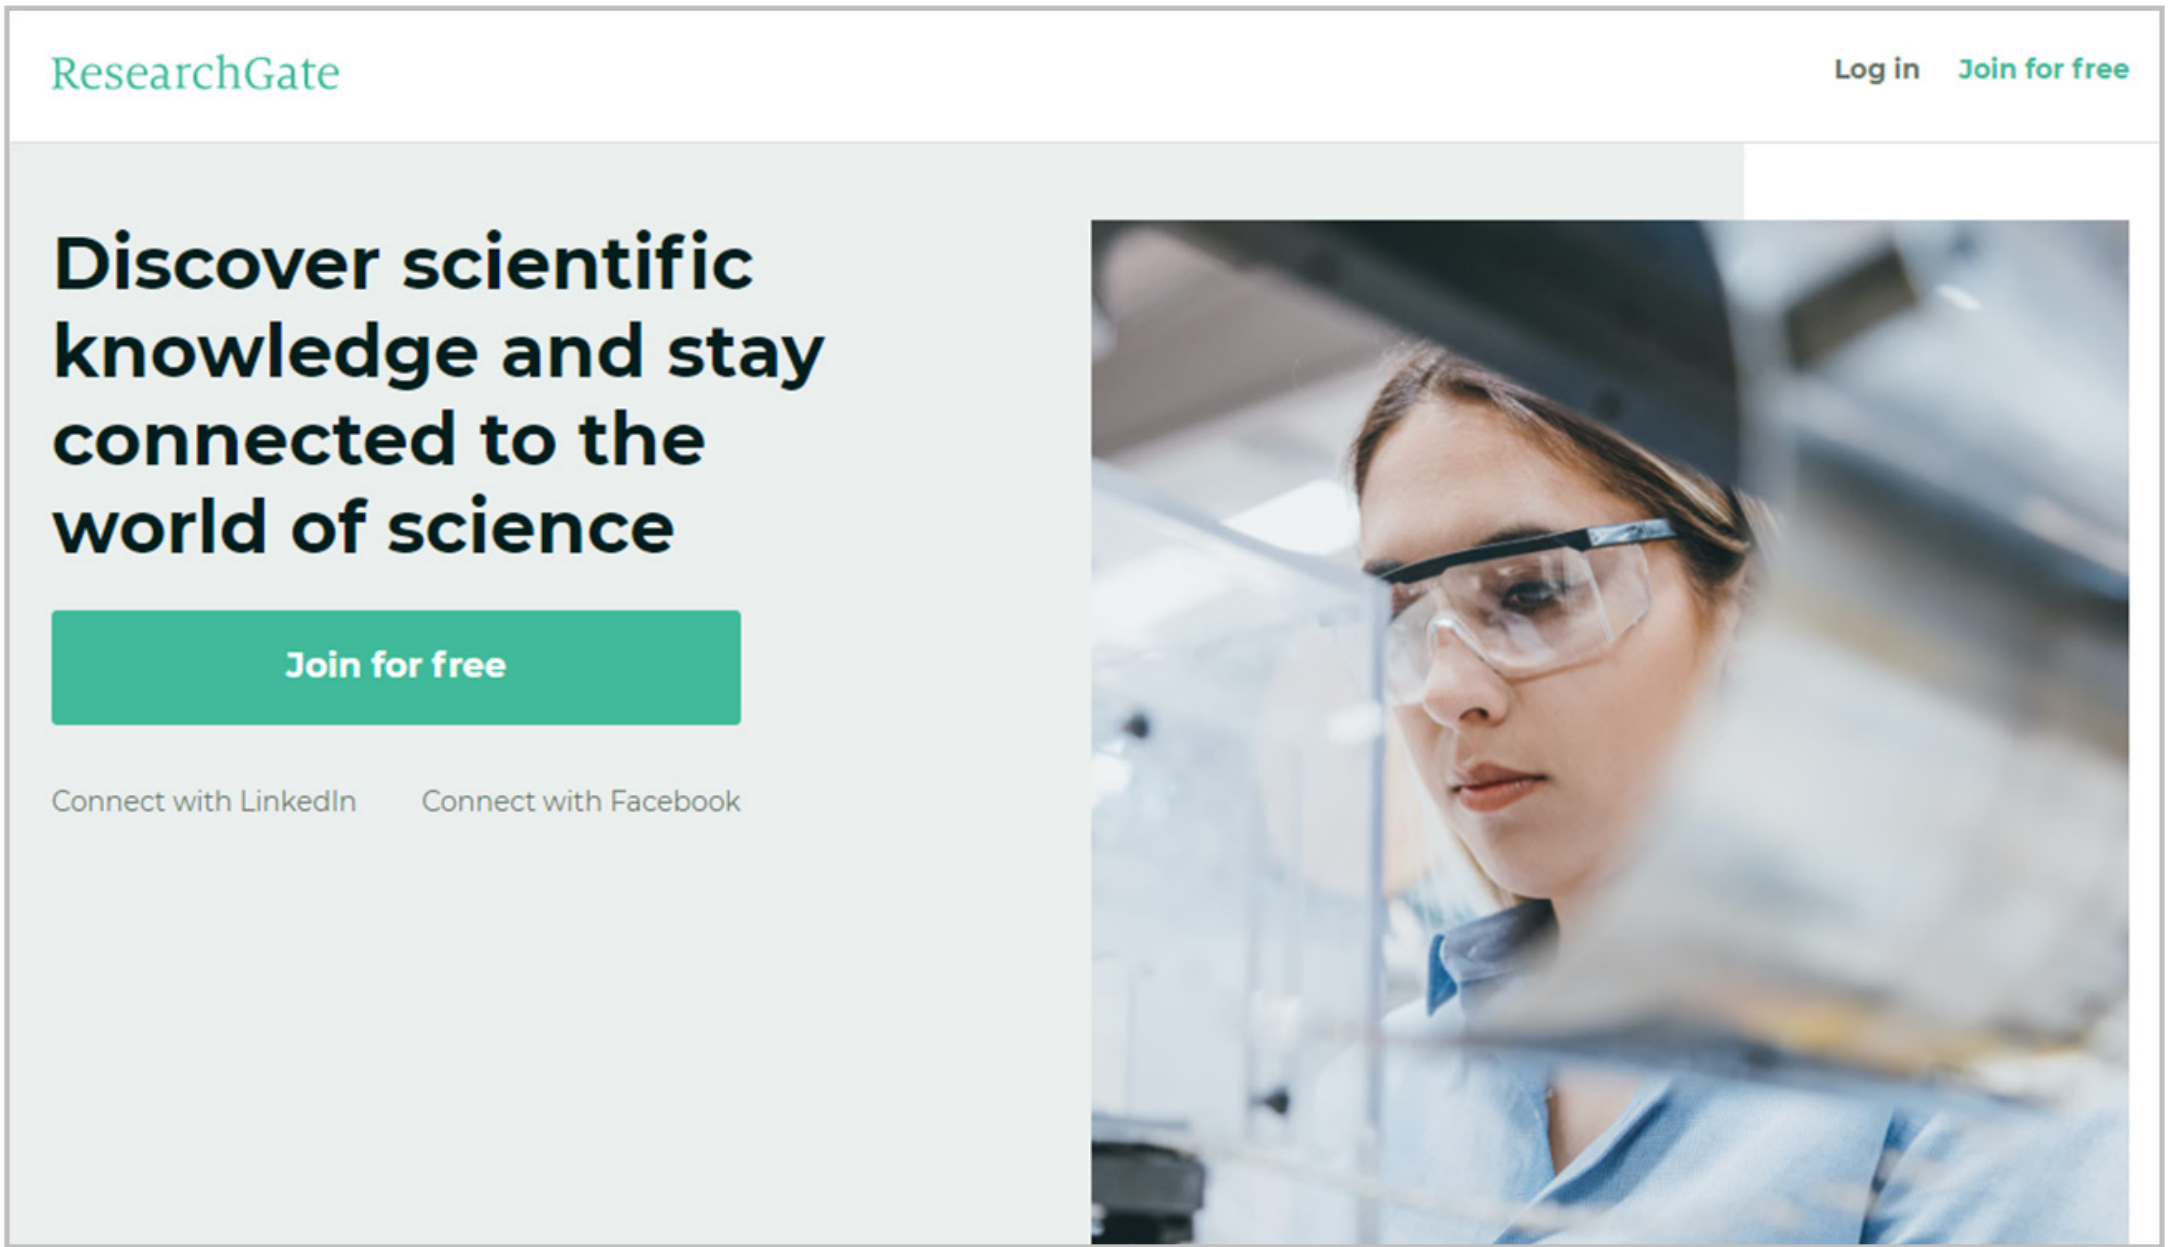 ResearchGate
Log in
Join for free
Discover scientific
knowledge and stay
connected to the
world of science
Join for free
Connect with LinkedIn
Connect with Facebook